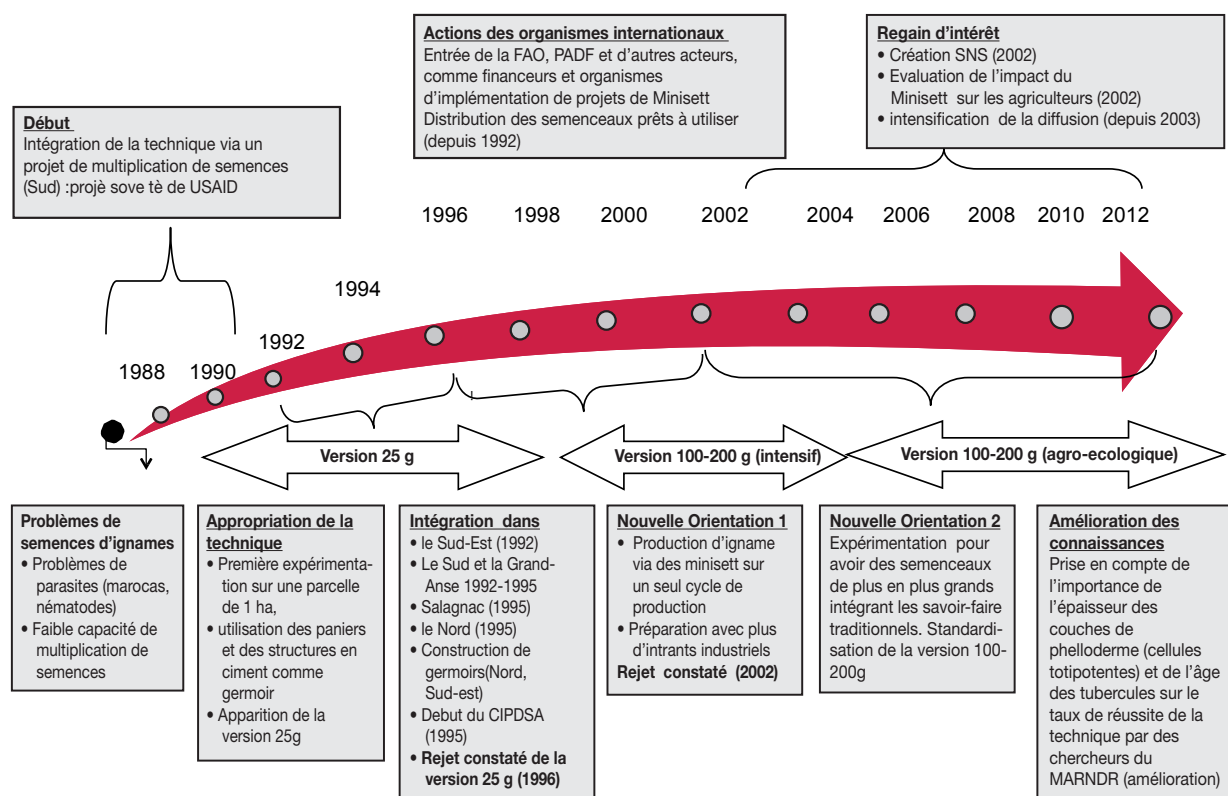 Actions des organismes internationaux
Entrée de la FAO, PADF et d'autres acteurs,
comme financeurs et organismes
d'implémentation de projets de Minisett
Distribution des semenceaux prêts à utiliser
(depuis 1992)
Regain d'intérêt
• Création SNS (2002)
• Evaluation de l'impact du
Minisett sur les agriculteurs (2002)
• intensification de la diffusion (depuis 2003)
Début
Intégration de la technique via un
projet de multiplication de semences
(Sud) :projè sove tè de USAID
1988
1990
1992
1994
1996
1998
2000
2002
2004
2006
2008
2010
2012
Version 25 g
Version 100-200 g (intensif)
Version 100-200 g (agro-ecologique)
Problèmes de
semences d'ignames
• Problèmes de
parasites (marocas,
nématodes)
• Faible capacité de
multiplication de
semences
Appropriation de la
technique
• Première expérimenta-
tion sur une parcelle
de 1 ha,
• utilisation des paniers
et des structures en
ciment comme
germoir
• Apparition de la
version 25g
Intégration dans
• le Sud-Est (1992)
• Le Sud et la Grand-
Anse 1992-1995
• Salagnac (1995)
• le Nord (1995)
• Construction de
germoirs(Nord,
Sud-est)
• Debut du CIPDSA
(1995)
• Rejet constaté de la
version 25 g (1996)
Nouvelle Orientation 1
• Production d'igname
via des minisett sur
un seul cycle de
production
• Préparation avec plus
d'intrants industriels
Rejet constaté (2002)
Nouvelle Orientation 2
Expérimentation pour
avoir des semenceaux
de plus en plus grands
intégrant les savoir-faire
traditionnels. Standardi-
sation de la version 100-
200g
Amélioration des
connaissances
Prise en compte de
l'importance de
l'épaisseur des
couches de
phelloderme (cellules
totipotentes) et de l'âge
des tubercules sur le
taux de réussite de la
technique par des
chercheurs du
MARNDR (amélioration)